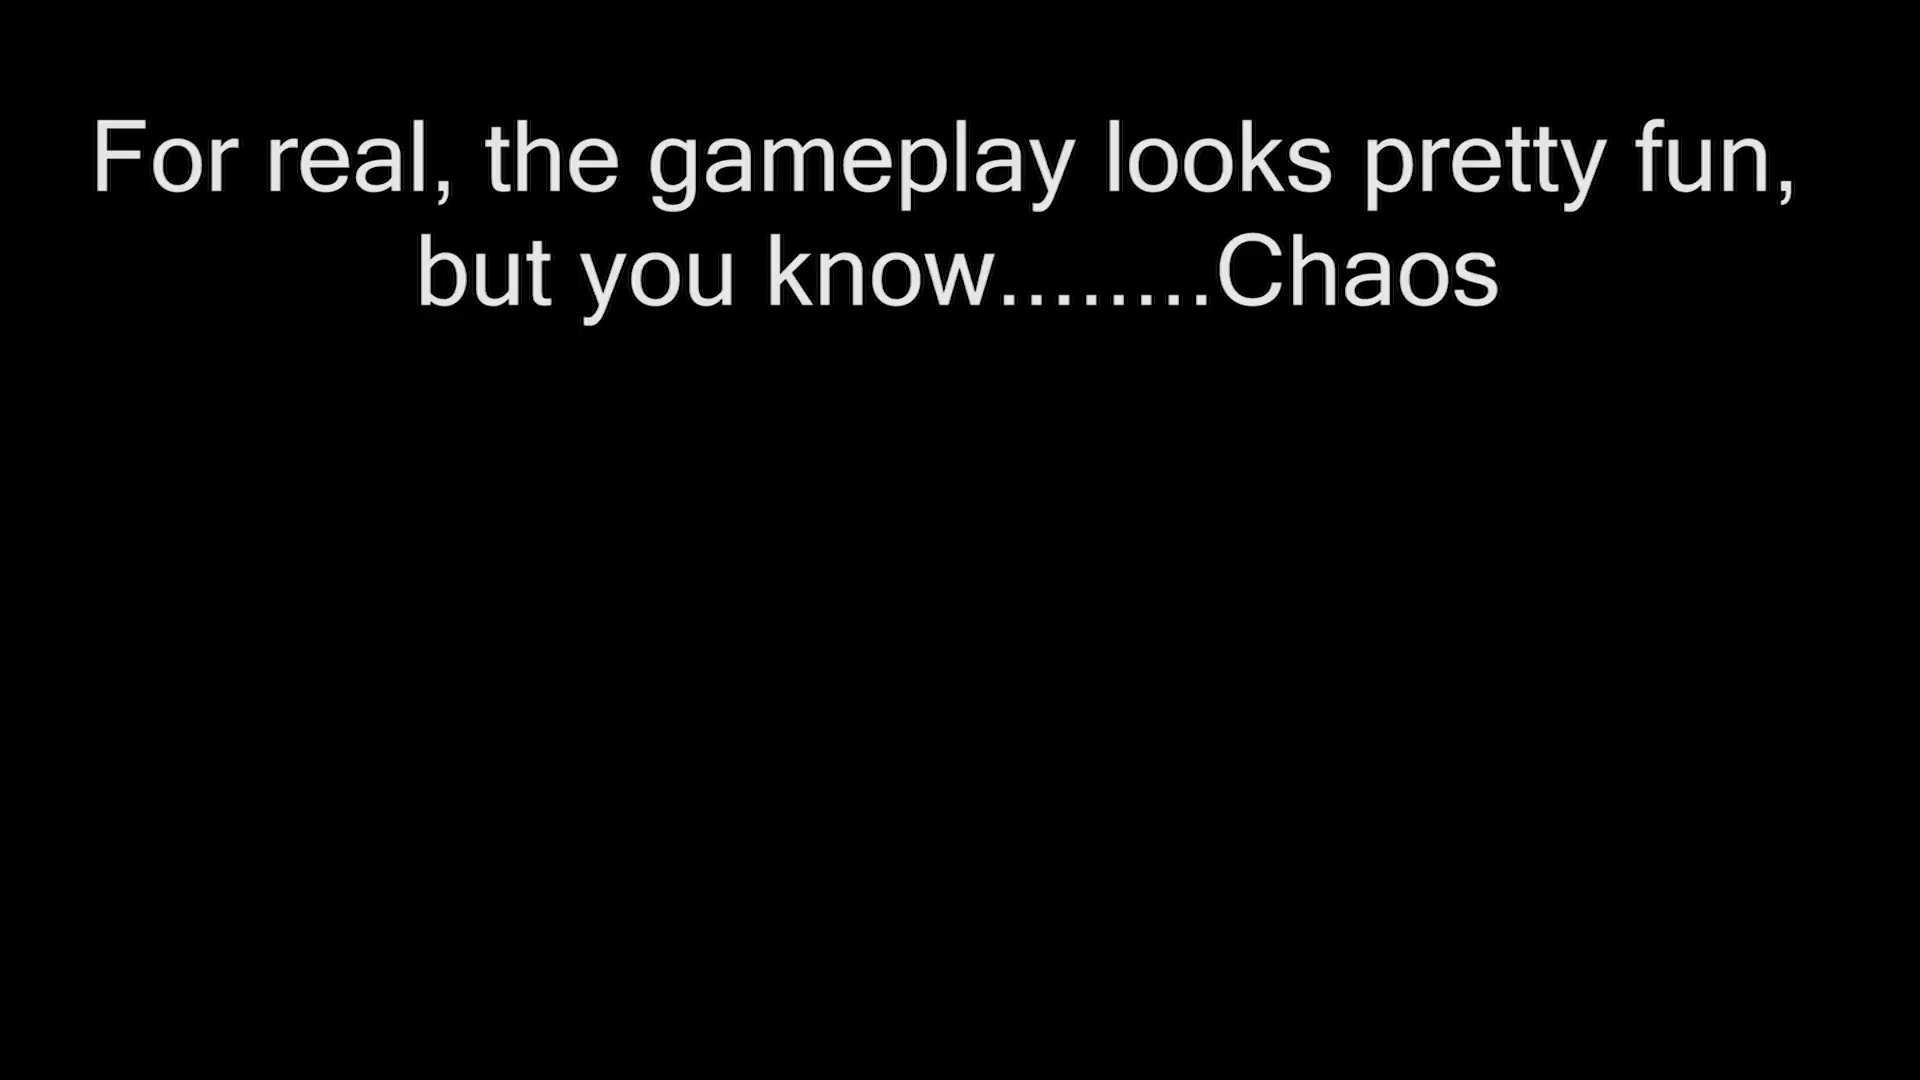 For real, the gameplay looks pretty fun,
but you know........Chaos